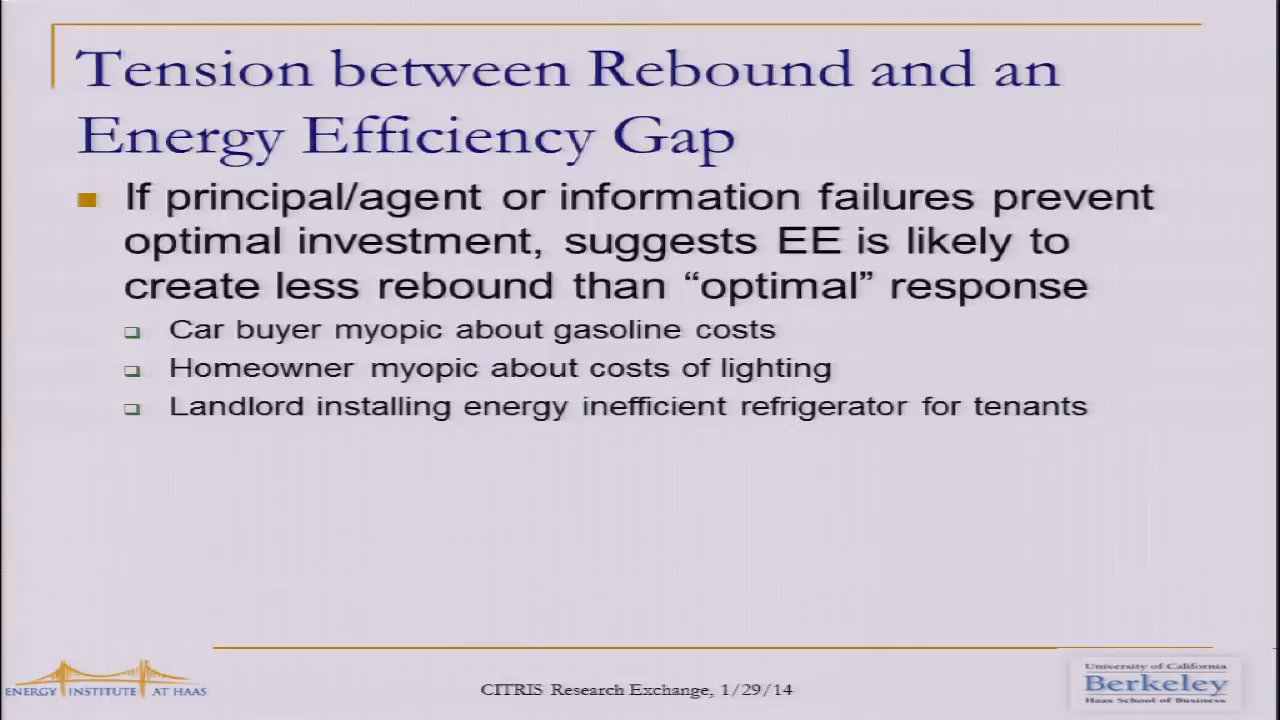 Tension between Rebound and an
Energy Efficiency Gap
If principal/agent or information failures prevent
optimal investment, suggests EE is likely to
create less rebound than “optimal” response
Car buyer myopic about gasoline costs
Homeowner myopic about costs of lighting
Landlord installing energy inefficient refrigerator for tenants
ENERGY INSTITUTE AT HAAS
CITRIS Research Exchange, 1/29/14
University of California
Berkeley
Haas School of Business